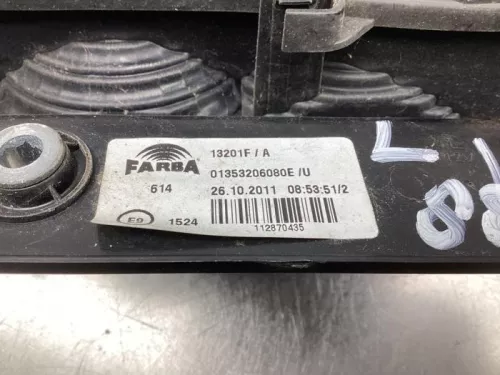 FARBA
614
E9 1524
13201F / A
01353206080E /U
26.10.2011 08:53:51/2
112870435
L